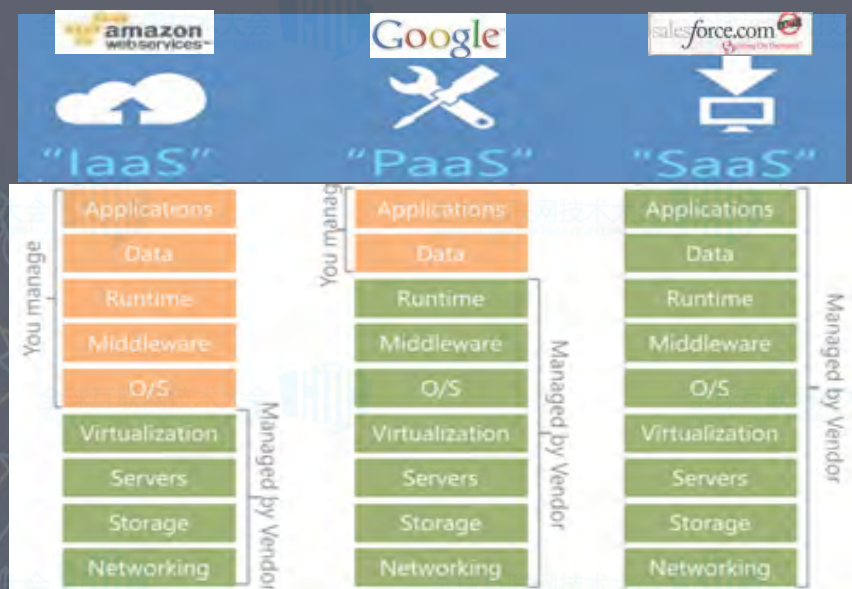 amazon
webservices™
Google
salesforce.com
"IaaS"
"PaaS"
"SaaS"
You manage
Applications
Data
Runtime
Middleware
O/S
Virtualization
Servers
Storage
Networking
Managed by Vendor
You manag
Applications
Data
Runtime
Middleware
O/S
Virtualization
Servers
Storage
Networking
Managed by Vendor
Applications
Data
Runtime
Middleware
O/S
Virtualization
Servers
Storage
Networking
Managed by Vendor